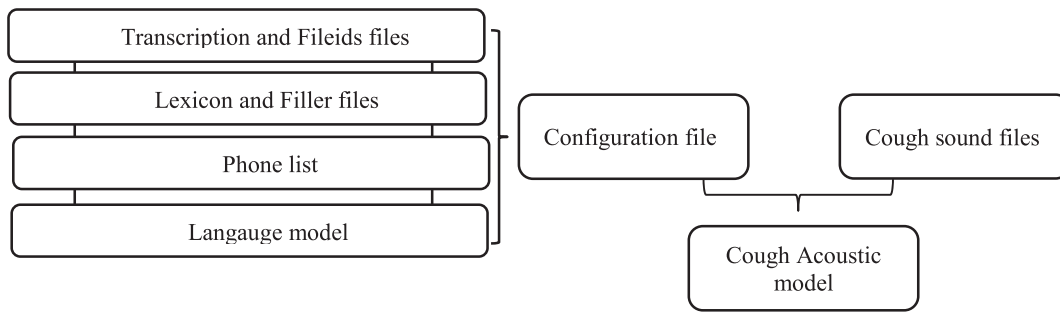 Transcription and Fileids files
Lexicon and Filler files
Phone list
Langauge model
Configuration file
Cough sound files
Cough Acoustic
model